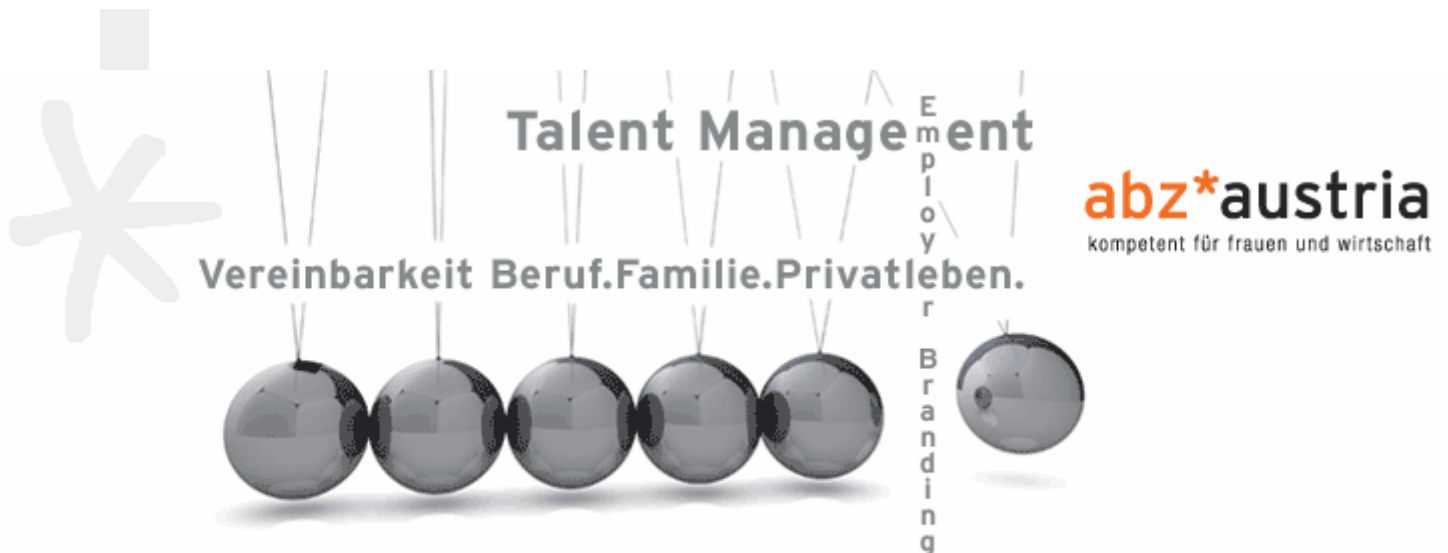 Talent Management
Employer Branding
abz*austria
kompetent für frauen und wirtschaft
Vereinbarkeit Beruf.Familie.Privatleben.